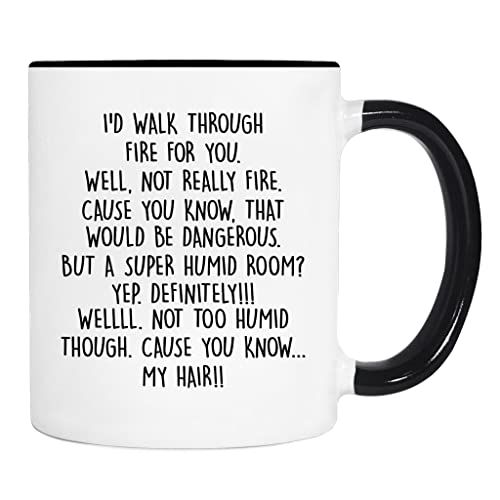 I'D WALK THROUGH
FIRE FOR YOU.
WELL, NOT REALLY FIRE.
CAUSE YOU KNOW, THAT
WOULD BE DANGEROUS.
BUT A SUPER HUMID ROOM?
YEP. DEFINITELY!!!
WELLLL. NOT TOO HUMID
THOUGH. CAUSE YOU KNOW...
MY HAIR!!